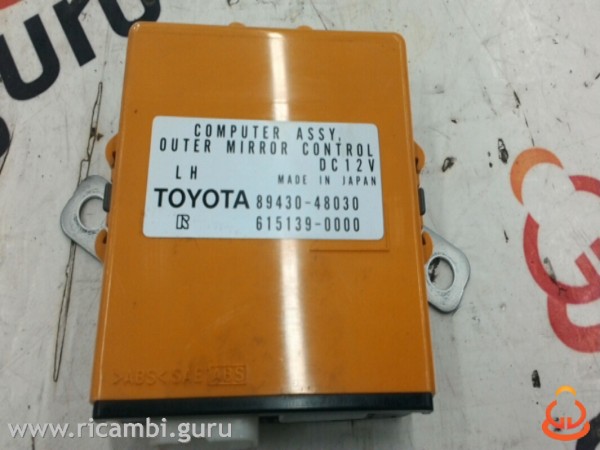 guru
COMPUTER ASSY,
OUTER MIRROR CONTROL
LH DC12V
MADE IN JAPAN
TOYOTA 89430-48030
615139-0000
>ABS<
www.ricambi.guru